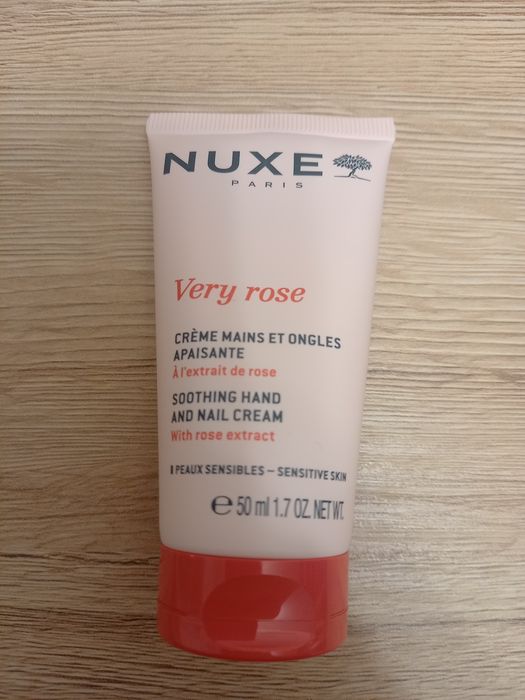 NUXE
PARIS
Very rose
CRÈME MAINS ET ONGLES
APAISANTE
À l'extrait de rose
SOOTHING HAND
AND NAIL CREAM
With rose extract
PEAUX SENSIBLES – SENSITIVE SKIN
℮ 50 ml 1.7 OZ. NET WT.